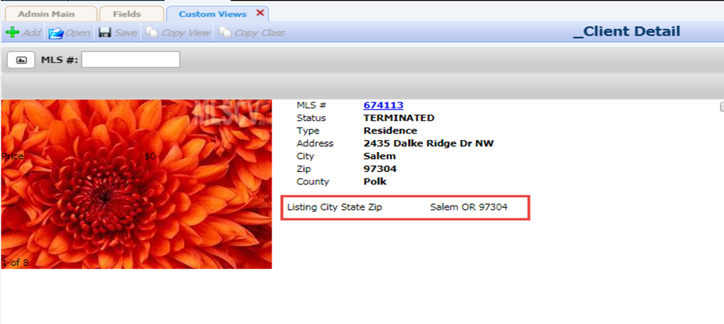 Admin Main Fields Custom Views
Add Open Save Copy View Copy Class _Client Detail
MLS #:
MLS # 674113
Status TERMINATED
Type Residence
Address 2435 Dalke Ridge Dr NW
City Salem
Price $0
Zip 97304
County Polk
Listing City State Zip Salem OR 97304
of 8